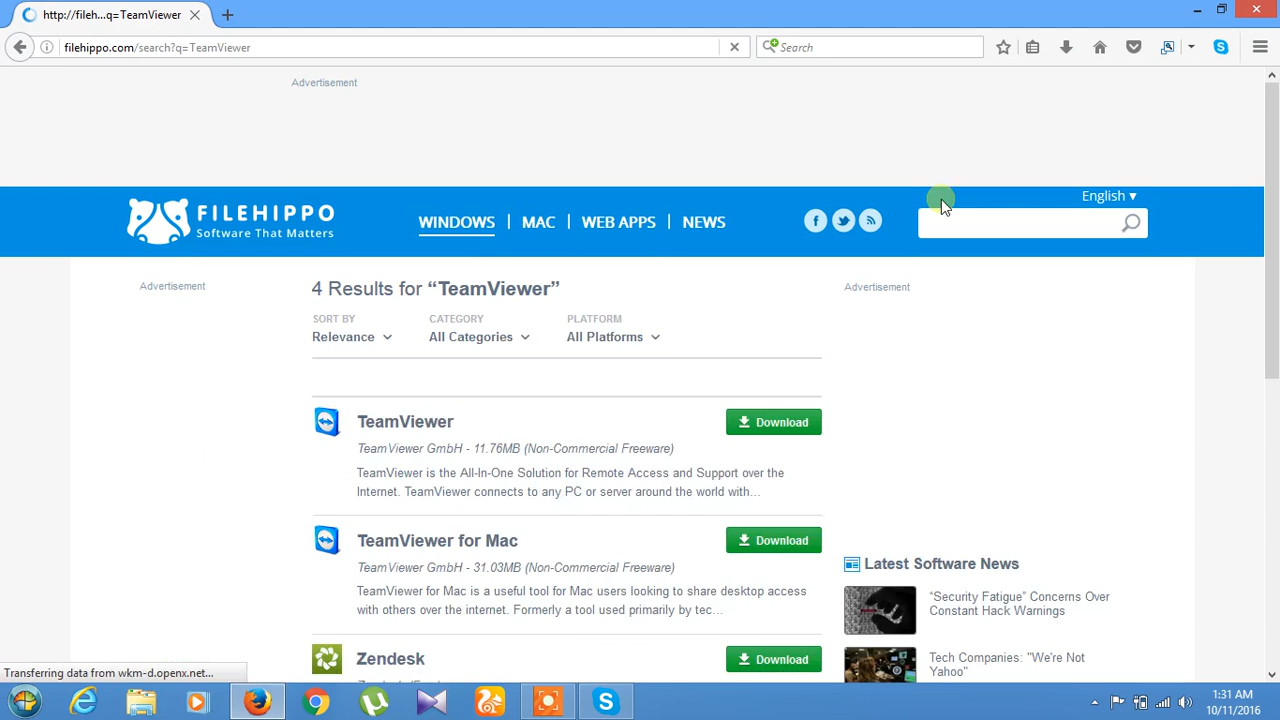 http://fileh...q=TeamViewer
filehippo.com/search?q=TeamViewer
Search
Advertisement
English ▾
FILEHIPPO
Software That Matters
WINDOWS | MAC | WEB APPS | NEWS
Advertisement
4 Results for “TeamViewer”
Advertisement
SORT BY CATEGORY PLATFORM
Relevance All Categories All Platforms
TeamViewer
Download
TeamViewer GmbH - 11.76MB (Non-Commercial Freeware)
TeamViewer is the All-In-One Solution for Remote Access and Support over the
Internet. TeamViewer connects to any PC or server around the world with...
TeamViewer for Mac
Download
TeamViewer GmbH - 31.03MB (Non-Commercial Freeware)
TeamViewer for Mac is a useful tool for Mac users looking to share desktop access
with others over the internet. Formerly a tool used primarily by tec...
Zendesk
Download
Latest Software News
“Security Fatigue” Concerns Over
Constant Hack Warnings
Tech Companies: "We're Not
Yahoo"
Transferring data from wkm-d.openx.net...
1:31 AM
10/11/2016